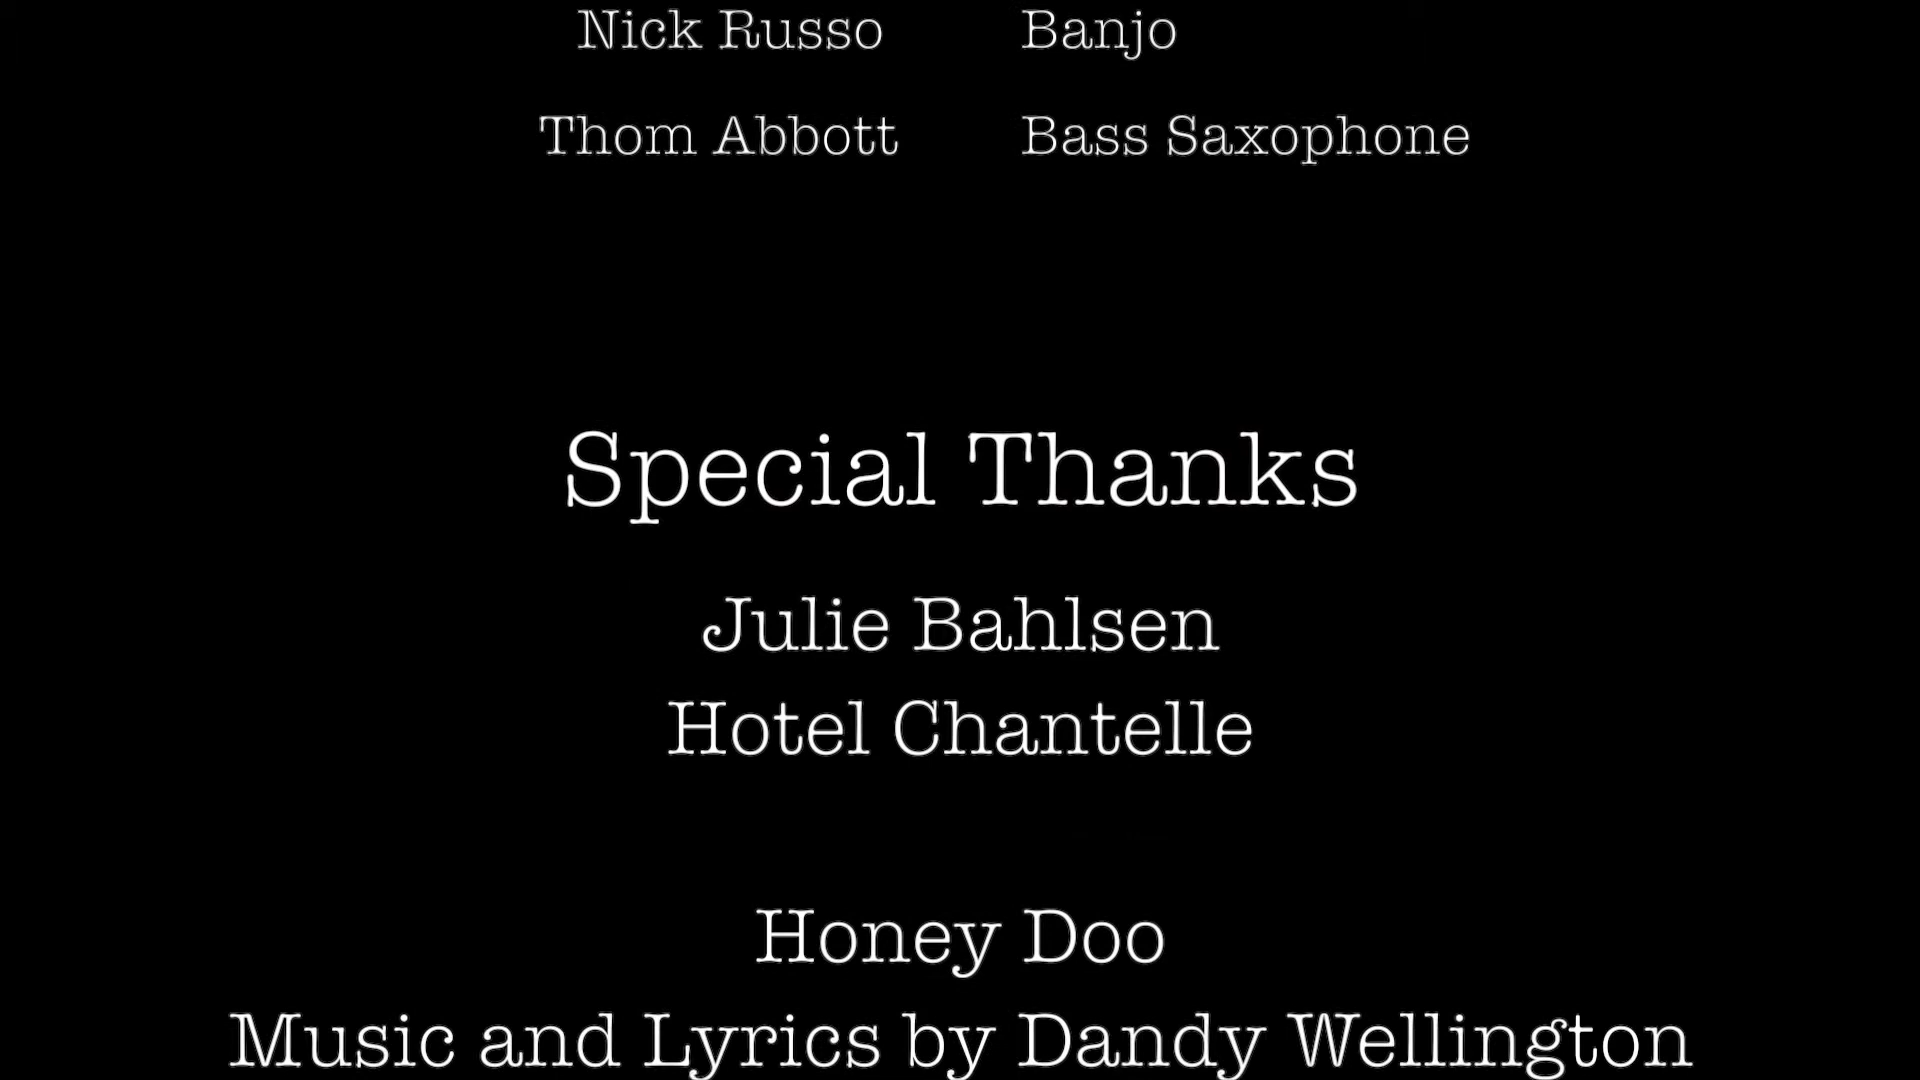 Nick Russo Banjo
Thom Abbott Bass Saxophone
Special Thanks
Julie Bahlsen
Hotel Chantelle
Honey Doo
Music and Lyrics by Dandy Wellington